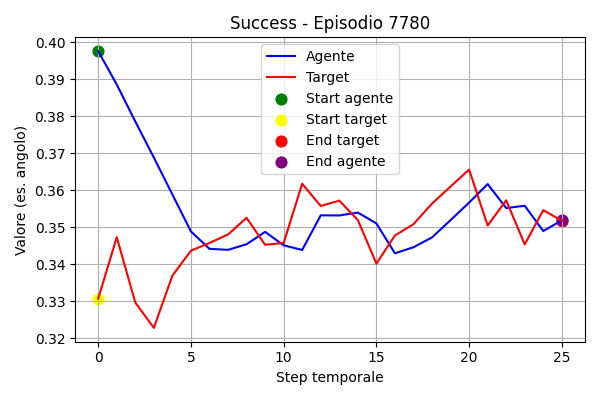 Success - Episodio 7780
Valore (es. angolo)
0.40
0.39
0.38
0.37
0.36
0.35
0.34
0.33
0.32
Agente
Target
Start agente
Start target
End target
End agente
0 5 10 15 20 25
Step temporale